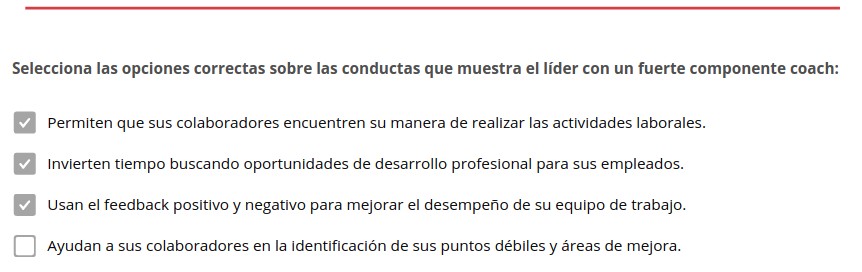 Selecciona las opciones correctas sobre las conductas que muestra el líder con un fuerte componente coach:
Permiten que sus colaboradores encuentren su manera de realizar las actividades laborales.
Invierten tiempo buscando oportunidades de desarrollo profesional para sus empleados.
Usan el feedback positivo y negativo para mejorar el desempeño de su equipo de trabajo.
Ayudan a sus colaboradores en la identificación de sus puntos débiles y áreas de mejora.